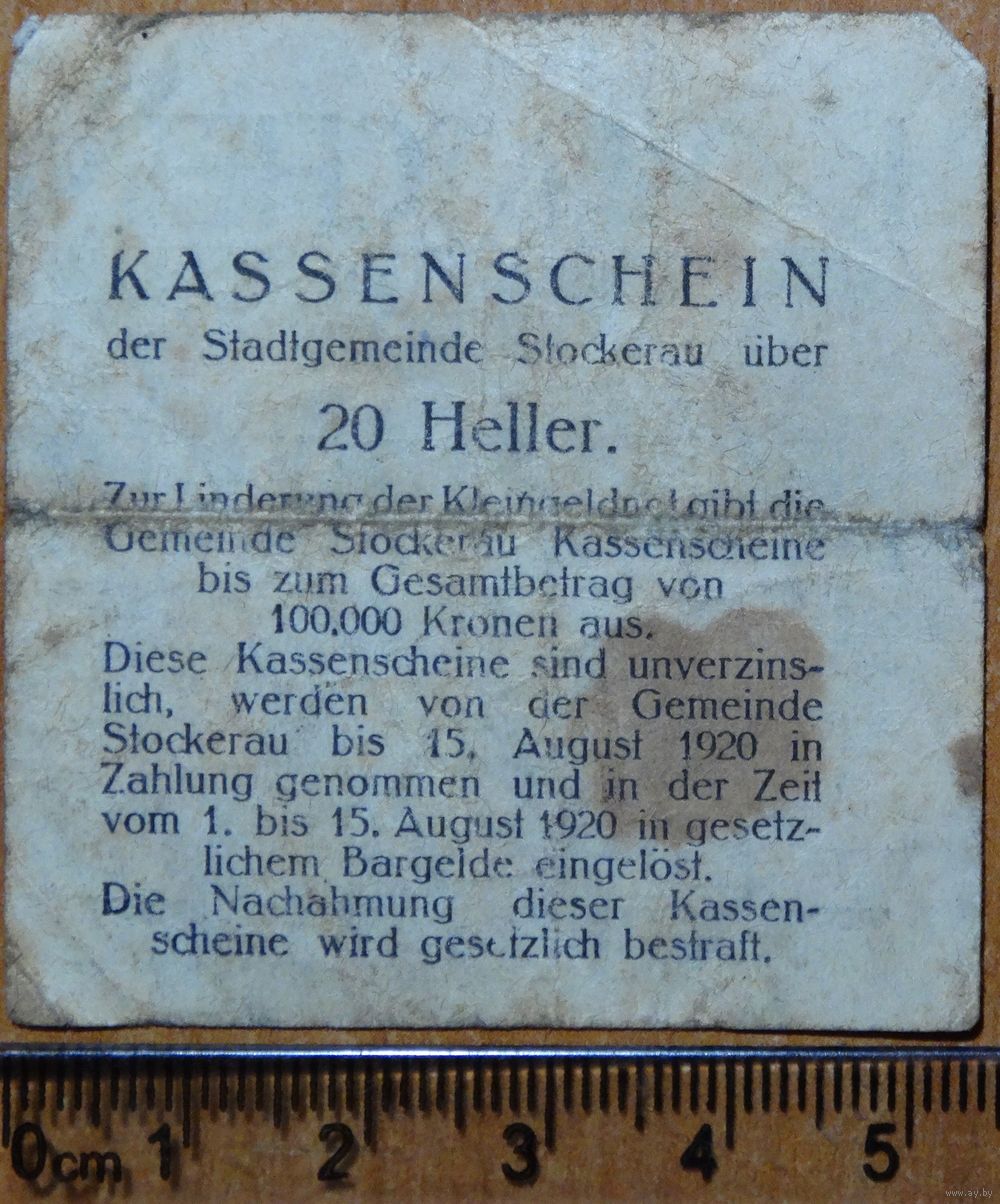 KASSENSCHEIN
der Stadtgemeinde Stockerau über
20 Heller.
Zur Linderung der Kleingeldnot gibt die
Gemeinde Stockerau Kassenscheine
bis zum Gesamtbetrag von
100.000 Kronen aus.
Diese Kassenscheine sind unverzins-
lich, werden von der Gemeinde
Stockerau bis 15. August 1920 in
Zahlung genommen und in der Zeit
vom 1. bis 15. August 1920 in gesetz-
lichem Bargelde eingelöst.
Die Nachahmung dieser Kassen-
scheine wird gesetzlich bestraft.
0cm 1 2 3 4 5
www.ay.by